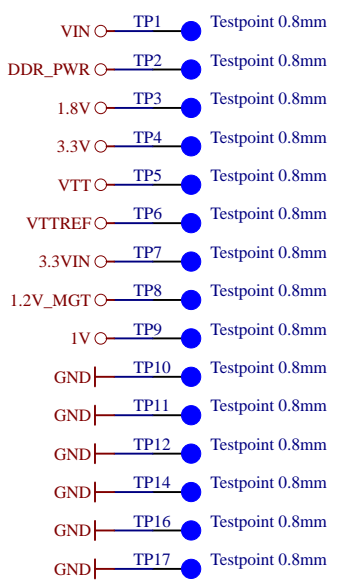 VIN TP1 Testpoint 0.8mm
DDR_PWR TP2 Testpoint 0.8mm
1.8V TP3 Testpoint 0.8mm
3.3V TP4 Testpoint 0.8mm
VTT TP5 Testpoint 0.8mm
VTTREF TP6 Testpoint 0.8mm
3.3VIN TP7 Testpoint 0.8mm
1.2V_MGT TP8 Testpoint 0.8mm
1V TP9 Testpoint 0.8mm
GND TP10 Testpoint 0.8mm
GND TP11 Testpoint 0.8mm
GND TP12 Testpoint 0.8mm
GND TP14 Testpoint 0.8mm
GND TP16 Testpoint 0.8mm
GND TP17 Testpoint 0.8mm